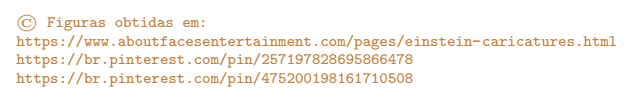 © Figuras obtidas em:
https://www.aboutfacesentertainment.com/pages/einstein-caricatures.html
https://br.pinterest.com/pin/257197828695866478
https://br.pinterest.com/pin/475200198161710508